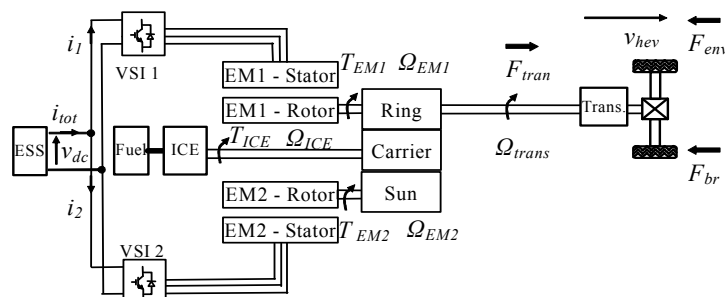 i1
VSI 1
EM1 - Stator
TEM1 ΩEM1
Ftran
vhev
Fenv
EM1 - Rotor
Ring
Trans.
itot
ESS
vdc
Fuel
ICE
TICE ΩICE
Carrier
Ωtrans
Fbr
i2
EM2 - Rotor
Sun
EM2 - Stator
TEM2 ΩEM2
VSI 2